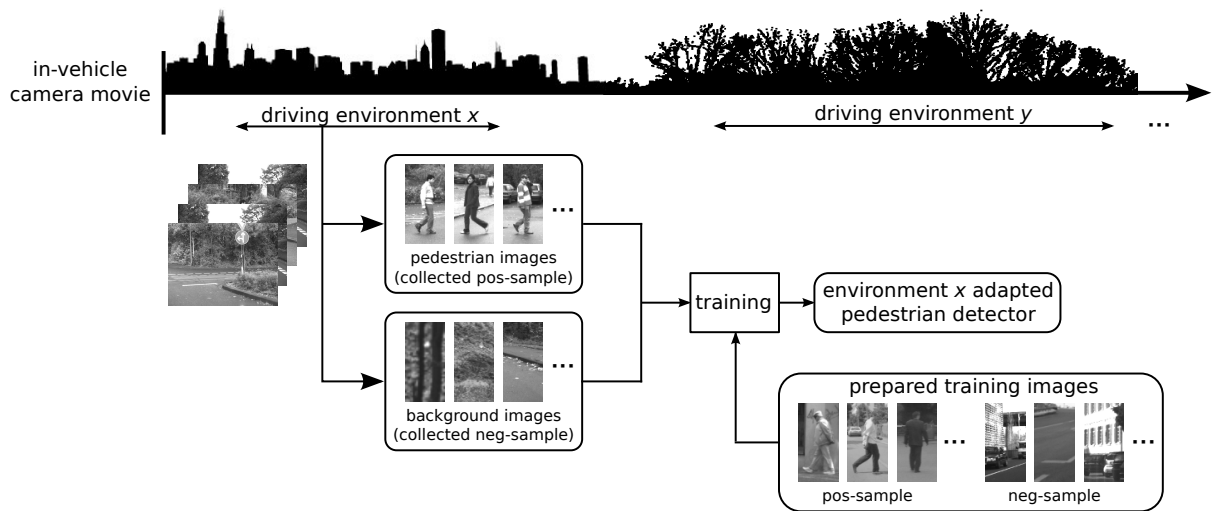 in-vehicle
camera movie
driving environment x
driving environment y
...
...
pedestrian images
(collected pos-sample)
...
background images
(collected neg-sample)
training
environment x adapted
pedestrian detector
prepared training images
...
...
pos-sample
neg-sample